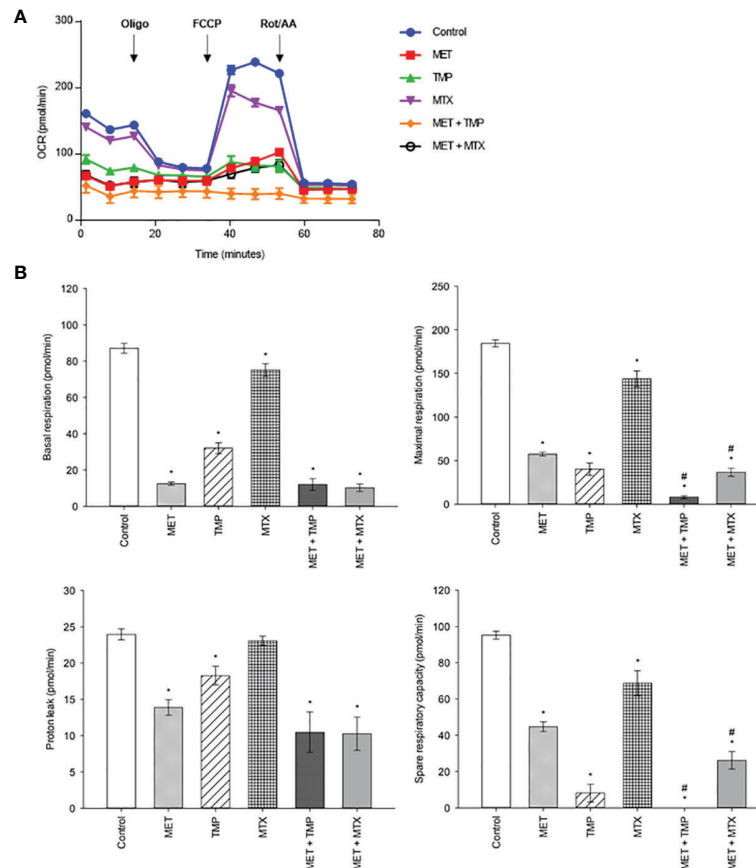 A
Oligo FCCP Rot/AA
Control
MET
TMP
MTX
MET + TMP
MET + MTX
300
200
100
0
OCR (pmol/min)
0 20 40 60 80
Time (minutes)
B
120
100
80
60
40
20
0
Basal respiration (pmol/min)
*
*
*
*
*
Control
MET
TMP
MTX
MET + TMP
MET + MTX
250
200
150
100
50
0
Maximal respiration (pmol/min)
*
*
*
#
*
#
*
Control
MET
TMP
MTX
MET + TMP
MET + MTX
30
25
20
15
10
5
0
Proton leak (pmol/min)
*
*
*
*
Control
MET
TMP
MTX
MET + TMP
MET + MTX
120
100
80
60
40
20
0
Spare respiratory capacity (pmol/min)
*
*
*
#
*
#
*
Control
MET
TMP
MTX
MET + TMP
MET + MTX